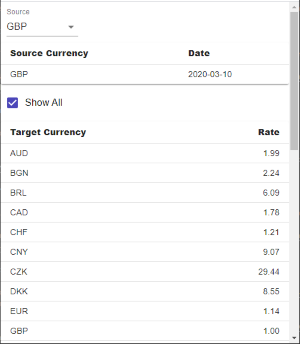 Source
GBP
Source Currency Date
GBP 2020-03-10
Show All
Target Currency Rate
AUD 1.99
BGN 2.24
BRL 6.09
CAD 1.78
CHF 1.21
CNY 9.07
CZK 29.44
DKK 8.55
EUR 1.14
GBP 1.00